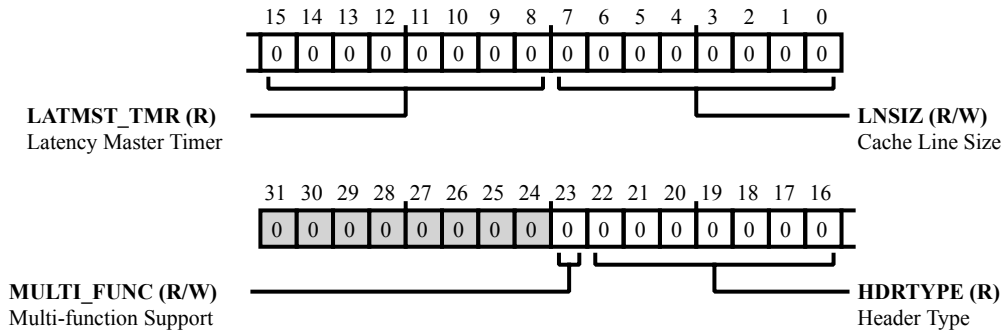 15 14 13 12 11 10 9 8 7 6 5 4 3 2 1 0
0 0 0 0 0 0 0 0 0 0 0 0 0 0 0 0
LATMST_TMR (R)
Latency Master Timer
LNSIZ (R/W)
Cache Line Size
31 30 29 28 27 26 25 24 23 22 21 20 19 18 17 16
0 0 0 0 0 0 0 0 0 0 0 0 0 0 0 0
MULTI_FUNC (R/W)
Multi-function Support
HDRTYPE (R)
Header Type